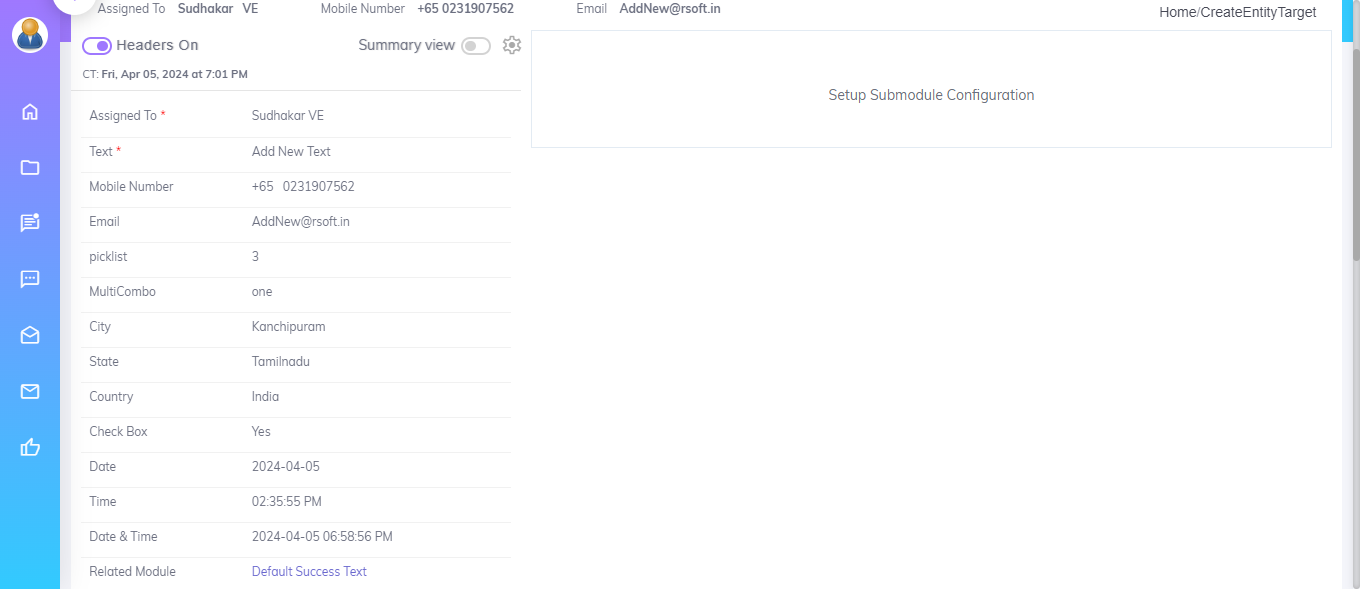 Assigned To Sudhakar VE Mobile Number +65 0231907562 Email AddNew@rsoft.in
Home/CreateEntityTarget
Headers On Summary view
CT: Fri, Apr 05, 2024 at 7:01 PM
Assigned To * Sudhakar VE
Text * Add New Text
Mobile Number +65 0231907562
Email AddNew@rsoft.in
picklist 3
MultiCombo one
City Kanchipuram
State Tamilnadu
Country India
Check Box Yes
Date 2024-04-05
Time 02:35:55 PM
Date & Time 2024-04-05 06:58:56 PM
Related Module Default Success Text
Setup Submodule Configuration